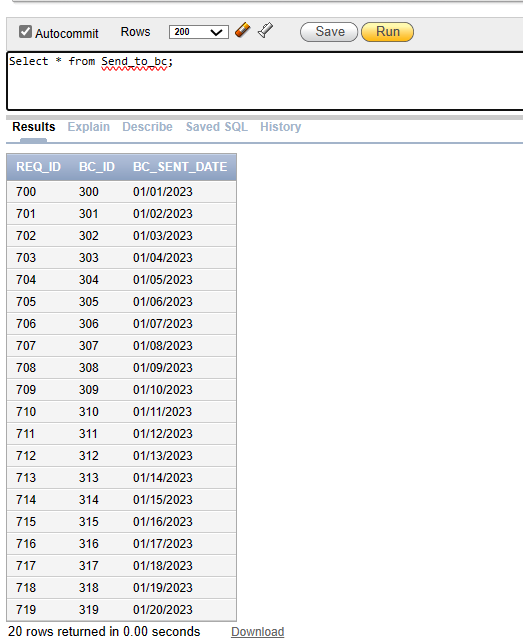 Autocommit Rows 200 Save Run
Select * from Send_to_bc;
Results Explain Describe Saved SQL History
REQ_ID BC_ID BC_SENT_DATE
700 300 01/01/2023
701 301 01/02/2023
702 302 01/03/2023
703 303 01/04/2023
704 304 01/05/2023
705 305 01/06/2023
706 306 01/07/2023
707 307 01/08/2023
708 308 01/09/2023
709 309 01/10/2023
710 310 01/11/2023
711 311 01/12/2023
712 312 01/13/2023
713 313 01/14/2023
714 314 01/15/2023
715 315 01/16/2023
716 316 01/17/2023
717 317 01/18/2023
718 318 01/19/2023
719 319 01/20/2023
20 rows returned in 0.00 seconds Download